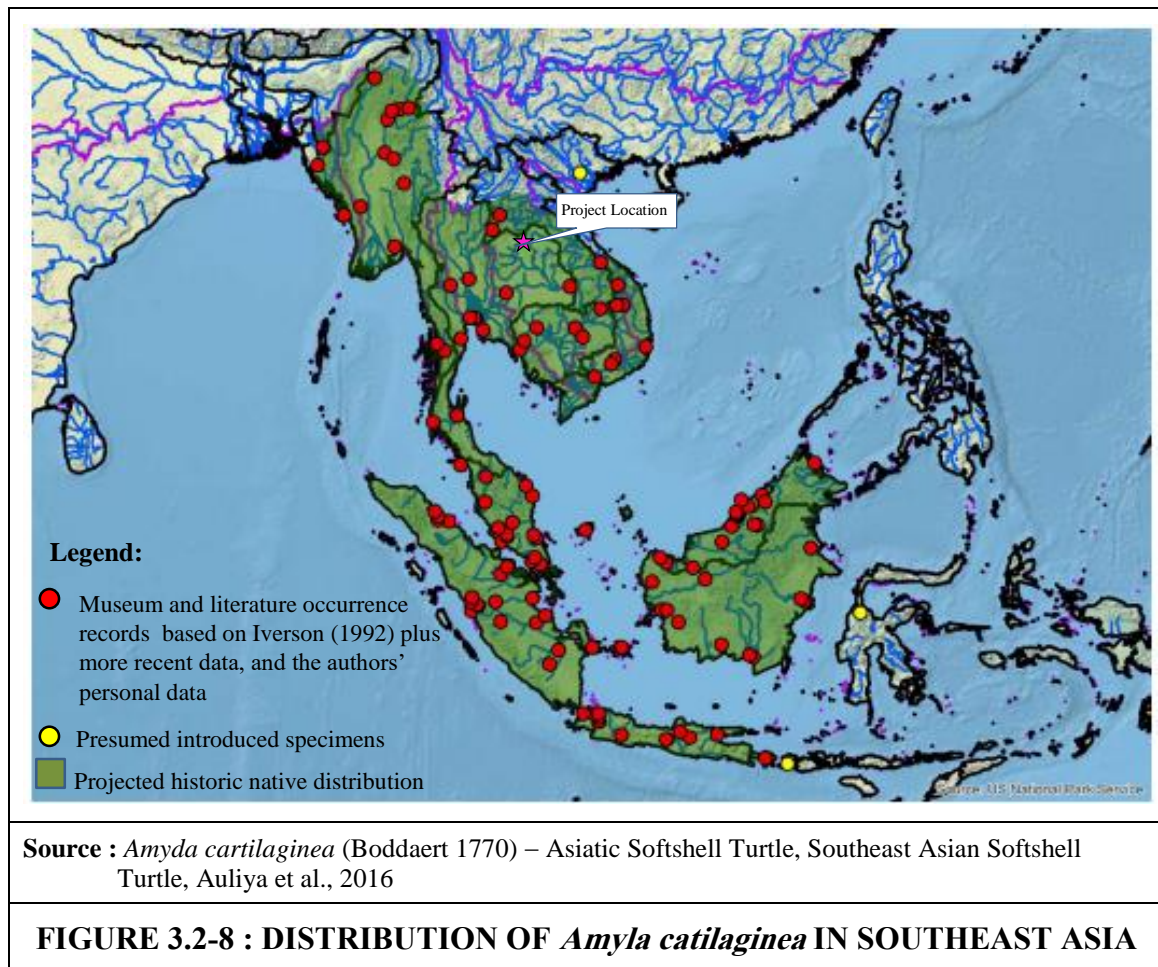 Project Location
Legend:
Museum and literature occurrence
records based on Iverson (1992) plus
more recent data, and the authors’
personal data
Presumed introduced specimens
Projected historic native distribution
Source, US National Park Service
Source : Amyda cartilaginea (Boddaert 1770) – Asiatic Softshell Turtle, Southeast Asian Softshell
Turtle, Auliya et al., 2016
FIGURE 3.2-8 : DISTRIBUTION OF Amyla catilaginea IN SOUTHEAST ASIA